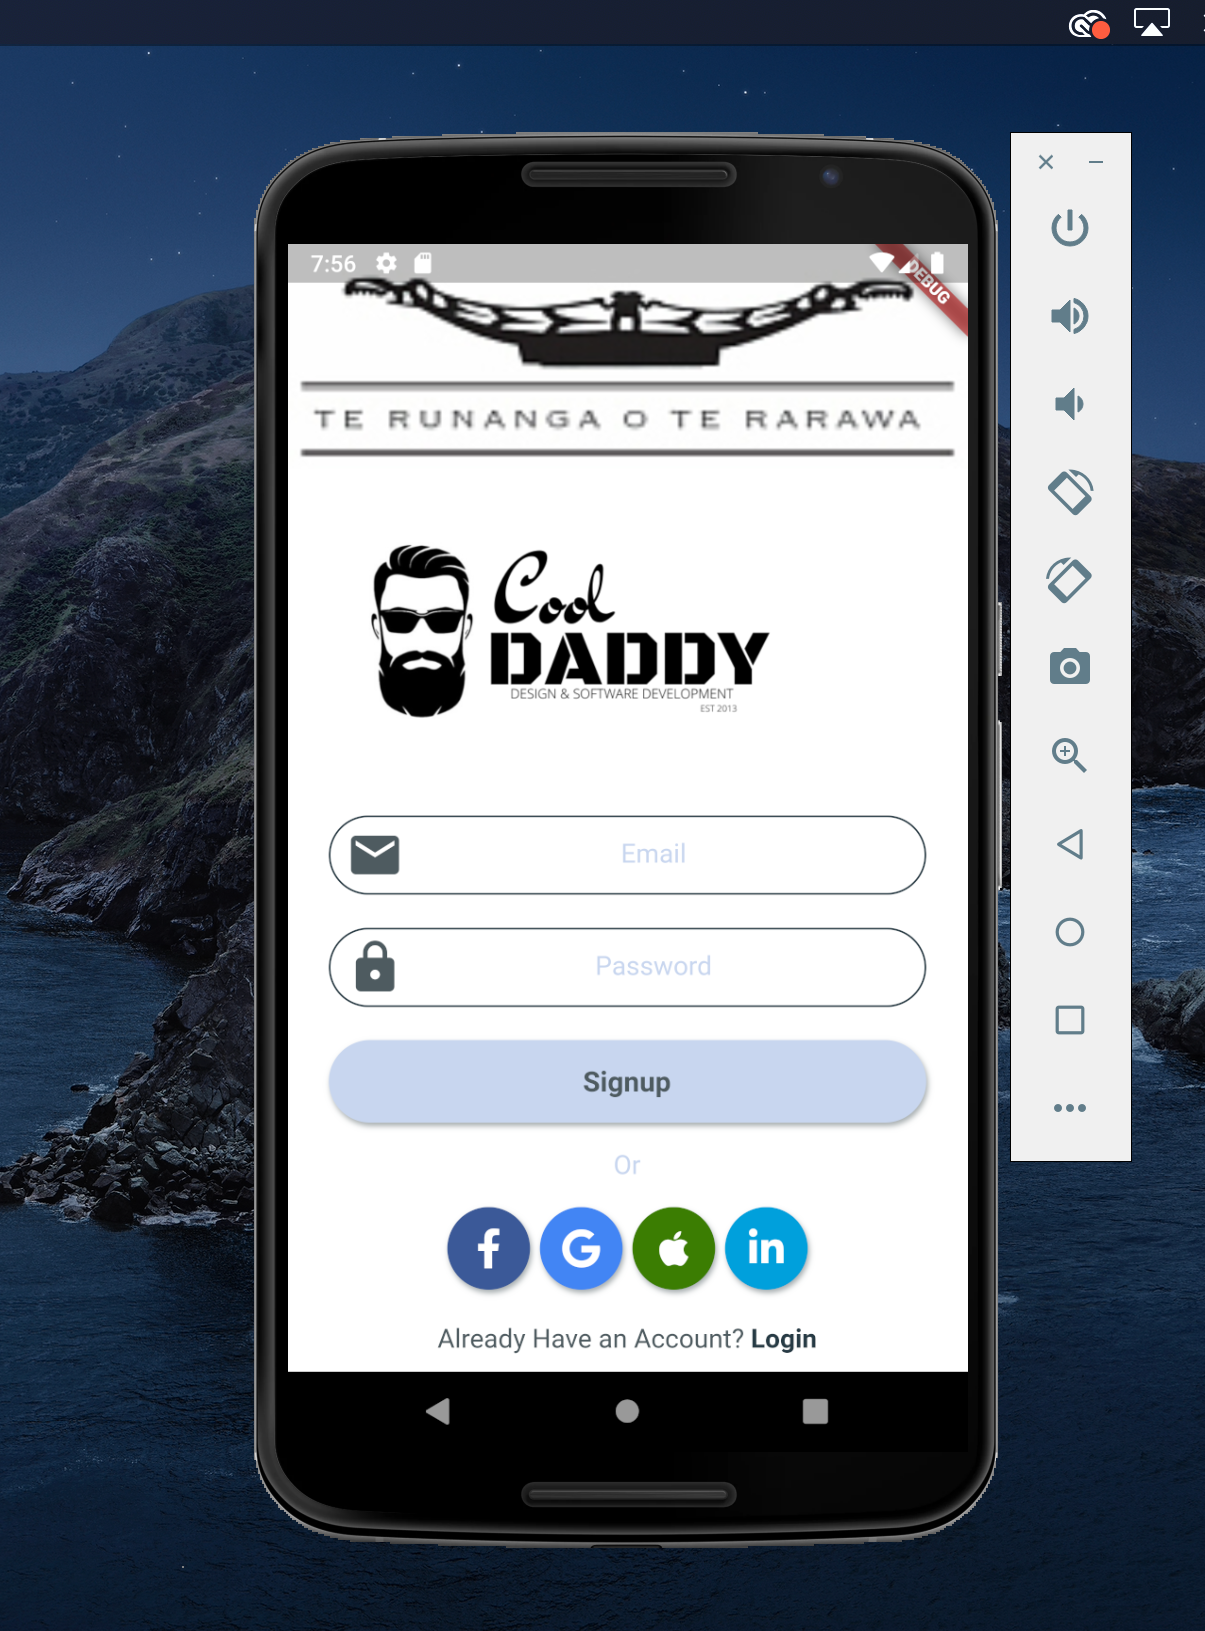 7:56
DEBUG
TE RUNANGA O TE RARAWA
Cool
DADDY
DESIGN & SOFTWARE DEVELOPMENT
EST 2013
Email
Password
Signup
Or
f G in
Already Have an Account? Login